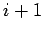 i + 1